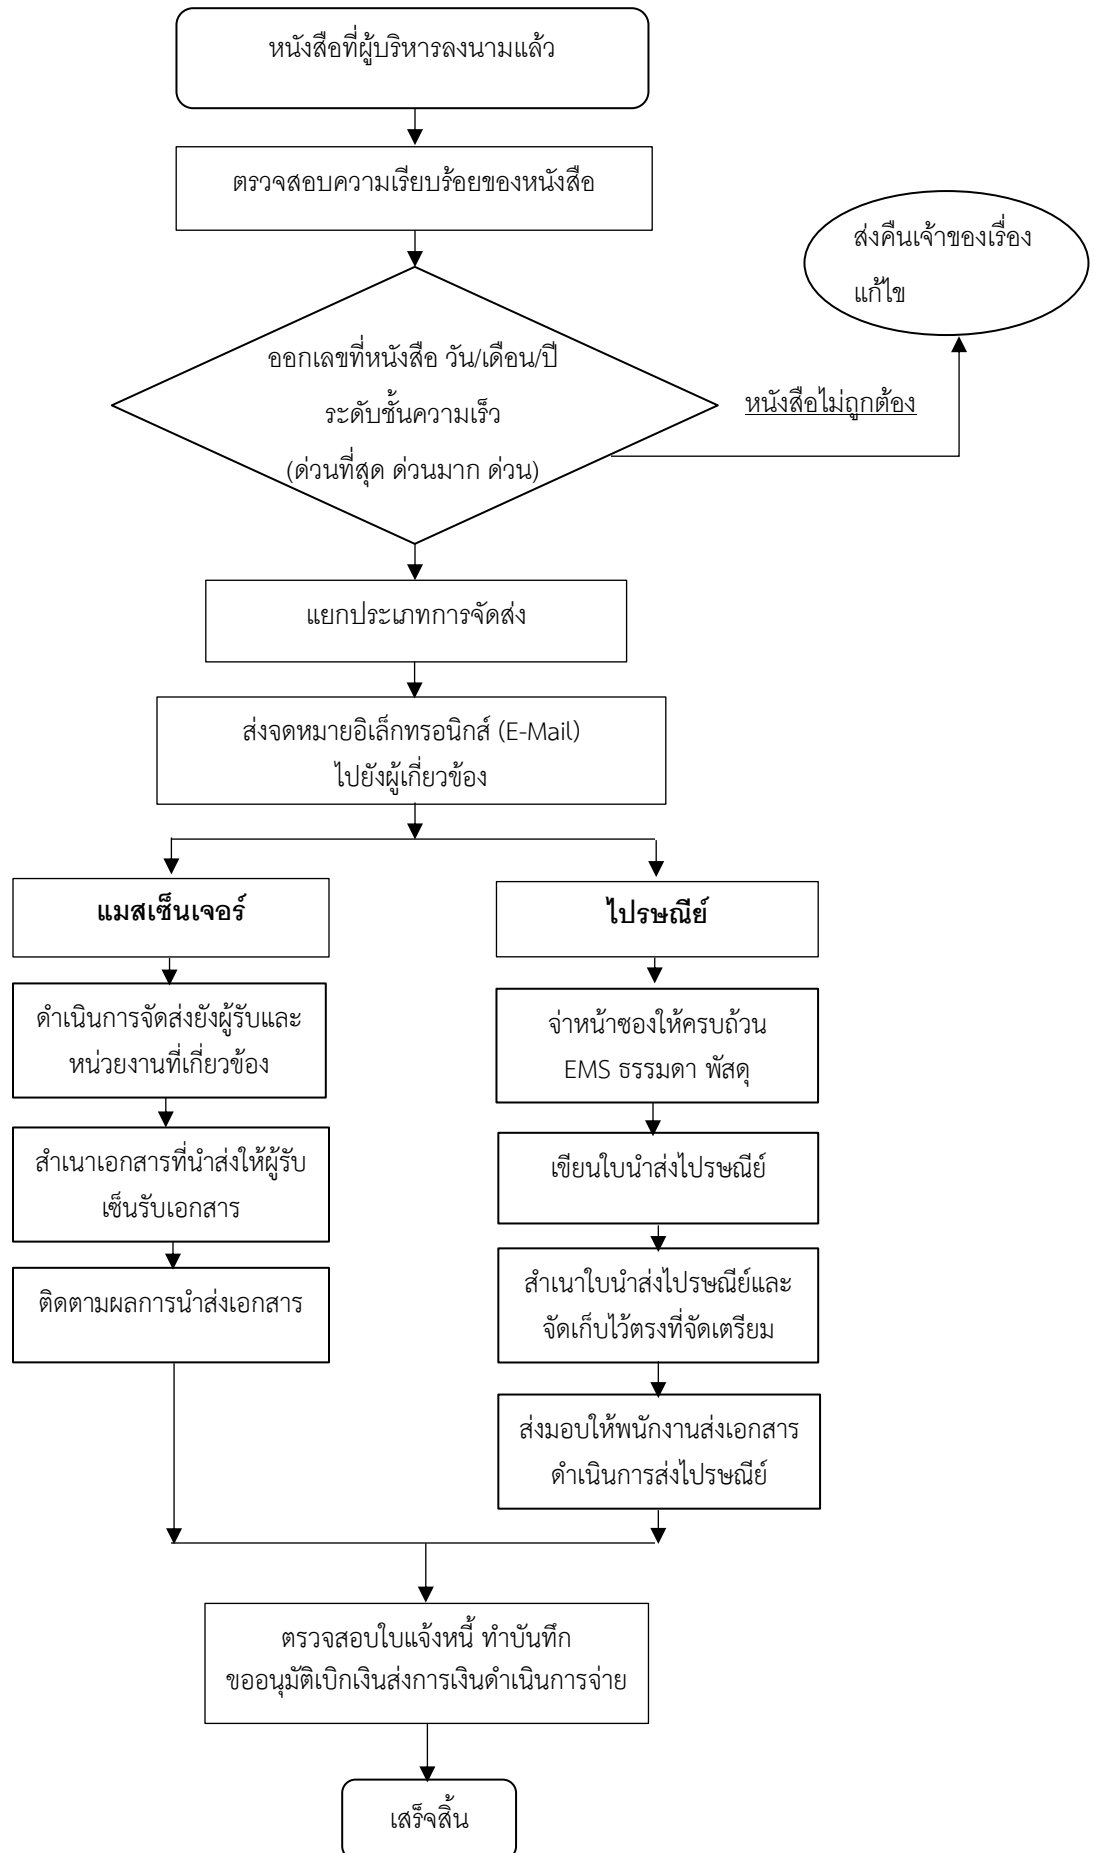 หนังสือที่ผู้บริหารลงนามแล้ว
ตรวจสอบความเรียบร้อยของหนังสือ
ส่งคืนเจ้าของเรื่อง
แก้ไข
ออกเลขที่หนังสือ วัน/เดือน/ปี
ระดับชั้นความเร็ว
(ด่วนที่สุด ด่วนมาก ด่วน)
หนังสือไม่ถูกต้อง
แยกประเภทการจัดส่ง
ส่งจดหมายอิเล็กทรอนิกส์ (E-Mail)
ไปยังผู้เกี่ยวข้อง
แมสเซ็นเจอร์
ดำเนินการจัดส่งยังผู้รับและ
หน่วยงานที่เกี่ยวข้อง
สำเนาเอกสารที่นำส่งให้ผู้รับ
เซ็นรับเอกสาร
ติดตามผลการนำส่งเอกสาร
ไปรษณีย์
จ่าหน้าซองให้ครบถ้วน
EMS ธรรมดา พัสดุ
เขียนใบนำส่งไปรษณีย์
สำเนาใบนำส่งไปรษณีย์และ
จัดเก็บไว้ตรงที่จัดเตรียม
ส่งมอบให้พนักงานส่งเอกสาร
ดำเนินการส่งไปรษณีย์
ตรวจสอบใบแจ้งหนี้ ทำบันทึก
ขออนุมัติเบิกเงินส่งการเงินดำเนินการจ่าย
เสร็จสิ้น